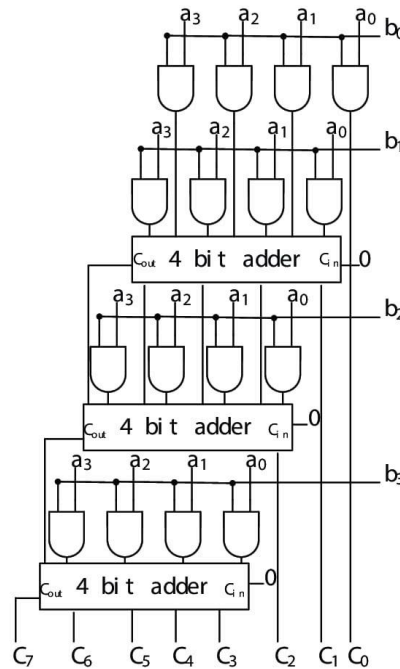 a₃ a₂ a₁ a₀
b₀
a₃ a₂ a₁ a₀
b₁
Cout 4 bit adder Cin 0
a₃ a₂ a₁ a₀
b₂
Cout 4 bit adder Cin 0
a₃ a₂ a₁ a₀
b₃
Cout 4 bit adder Cin 0
C₇ C₆ C₅ C₄ C₃ C₂ C₁ C₀